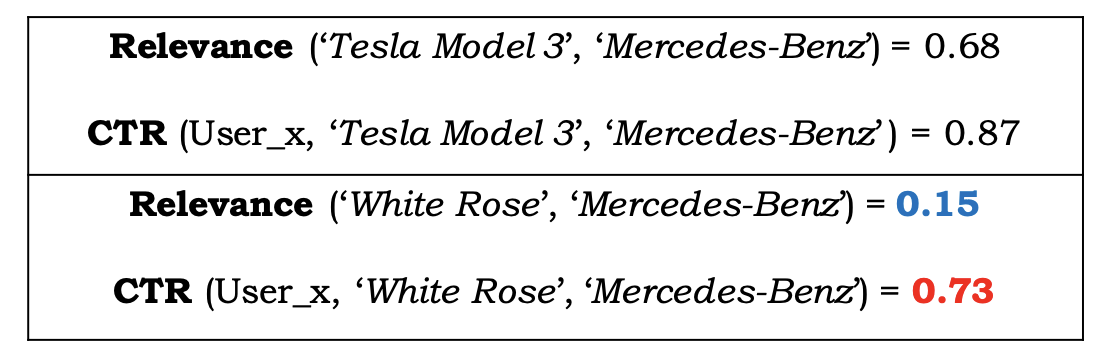 Relevance (‘Tesla Model 3’, ‘Mercedes-Benz’) = 0.68
CTR (User_x, ‘Tesla Model 3’, ‘Mercedes-Benz’ ) = 0.87
Relevance (‘White Rose’, ‘Mercedes-Benz’) = 0.15
CTR (User_x, ‘White Rose’, ‘Mercedes-Benz’) = 0.73